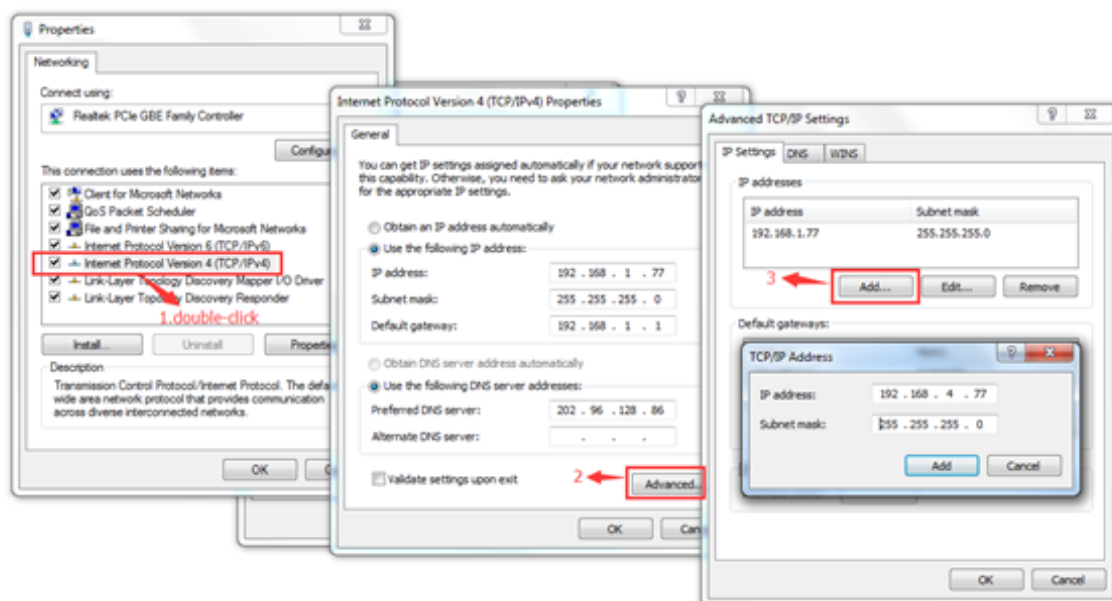 Properties
Networking
Connect using:
Realtek PCIe GBE Family Controller
This connection uses the following items:
Client for Microsoft Networks
QoS Packet Scheduler
File and Printer Sharing for Microsoft Networks
Internet Protocol Version 6 (TCP/IPv6)
Internet Protocol Version 4 (TCP/IPv4)
Link-Layer Topology Discovery Mapper I/O Driver
Link-Layer Topology Discovery Responder
1.double-click
Install...
Uninstall
Description
Transmission Control Protocol/Internet Protocol. The
wide area network protocol that provides communication
across diverse interconnected networks.
OK
Internet Protocol Version 4 (TCP/IPv4) Properties
General
You can get IP settings assigned automatically if your network
this capability. Otherwise, you need to ask your network administrator
for the appropriate IP settings.
Obtain an IP address automatically
Use the following IP address:
IP address: 192 . 168 . 1 . 77
Subnet mask: 255 . 255 . 255 . 0
Default gateway: 192 . 168 . 1 . 1
Obtain DNS server address automatically
Use the following DNS server addresses:
Preferred DNS server: 202 . 96 . 128 . 86
Alternate DNS server: . . .
Validate settings upon exit
2
Advanced...
OK
Advanced TCP/IP Settings
IP Settings DNS WINS
IP addresses
IP address Subnet mask
192.168.1.77 255.255.255.0
3
Add... Edit... Remove
Default gateways:
TCP/IP Address
IP address: 192 . 168 . 4 . 77
Subnet mask: 255 . 255 . 255 . 0
Add Cancel
OK Cancel